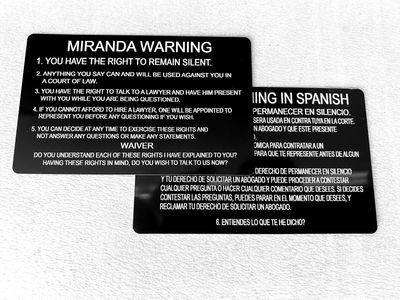 MIRANDA WARNING
1. YOU HAVE THE RIGHT TO REMAIN SILENT.
2. ANYTHING YOU SAY CAN AND WILL BE USED AGAINST YOU IN
A COURT OF LAW.
3. YOU HAVE THE RIGHT TO TALK TO A LAWYER AND HAVE HIM PRESENT
WITH YOU WHILE YOU ARE BEING QUESTIONED.
4. IF YOU CANNOT AFFORD TO HIRE A LAWYER, ONE WILL BE APPOINTED TO
REPRESENT YOU BEFORE ANY QUESTIONING IF YOU WISH.
5. YOU CAN DECIDE AT ANY TIME TO EXERCISE THESE RIGHTS AND
NOT ANSWER ANY QUESTIONS OR MAKE ANY STATEMENTS.
WAIVER
DO YOU UNDERSTAND EACH OF THESE RIGHTS I HAVE EXPLAINED TO YOU?
HAVING THESE RIGHTS IN MIND, DO YOU WISH TO TALK TO US NOW?
NING IN SPANISH
PERMANECER EN SILENCIO.
SERA USADA EN CONTRA TUYA EN LA CORTE.
UN ABOGADO Y QUE ESTE PRESENTE
OMICA PARA CONTRATAR A UN
PARA QUE TE REPRESENTE ANTES DE ALGUN
DERECHO DE PERMANECER EN SILENCIO
Y TU DERECHO DE SOLICITAR UN ABOGADO Y PUEDE PROCEDER A CONTESTAR
CUALQUIER PREGUNTA O HACER CUALQUIER COMENTARIO QUE DESEES. SI DECIDES
CONTESTAR LAS PREGUNTAS, PUEDES PARAR EN EL MOMENTO QUE DESEES, Y
RECLAMAR TU DERECHO DE SOLICITAR UN ABOGADO.
6. ENTIENDES LO QUE TE HE DICHO?